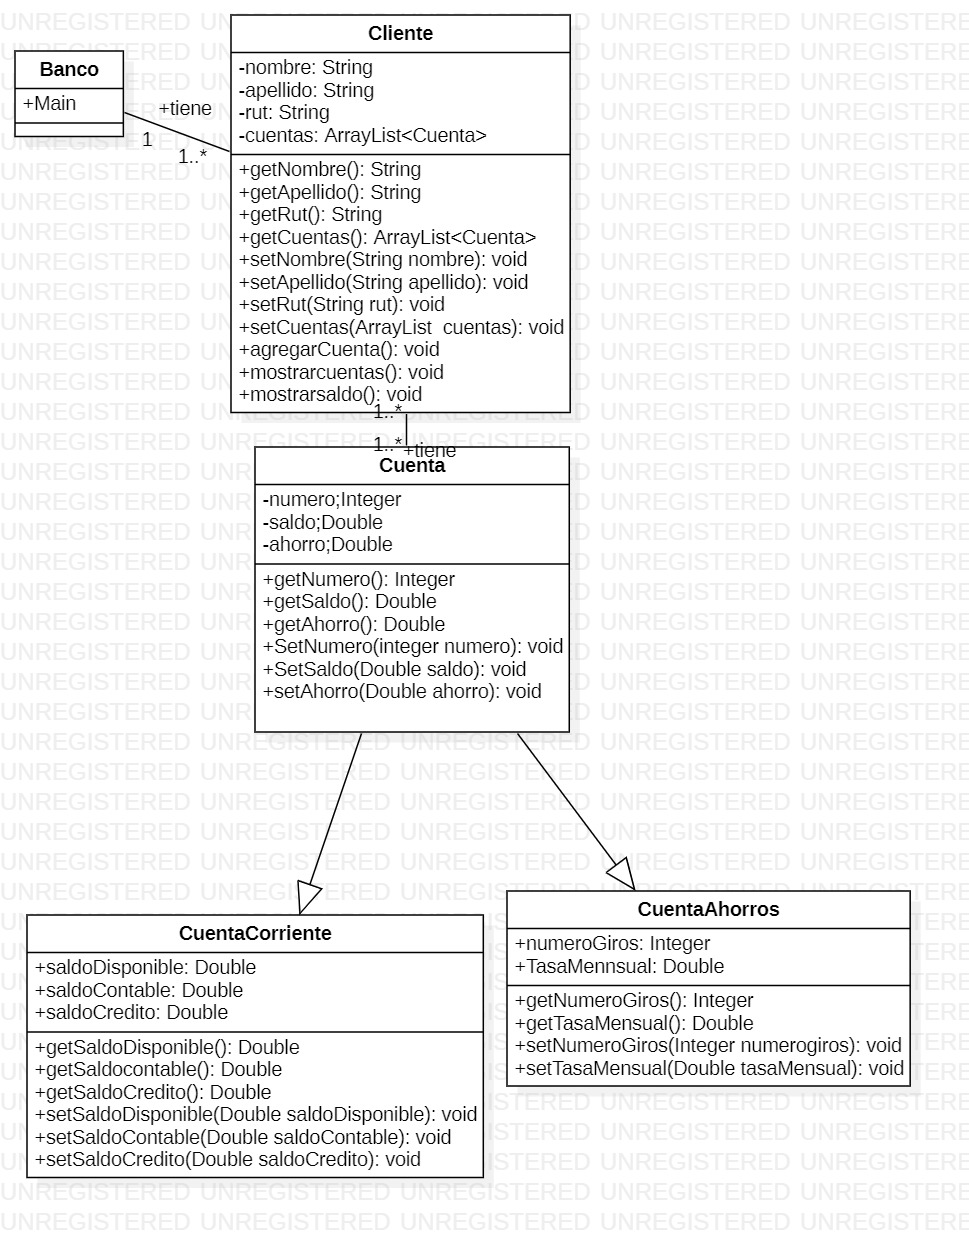 Banco
+Main
+tiene
1
1..*
Cliente
-nombre: String
-apellido: String
-rut: String
-cuentas: ArrayList<Cuenta>
+getNombre(): String
+getApellido(): String
+getRut(): String
+getCuentas(): ArrayList<Cuenta>
+setNombre(String nombre): void
+setApellido(String apellido): void
+setRut(String rut): void
+setCuentas(ArrayList  cuentas): void
+agregarCuenta(): void
+mostrarcuentas(): void
+mostrarsaldo(): void
1..*
1..*
+tiene
Cuenta
-numero;Integer
-saldo;Double
-ahorro;Double
+getNumero(): Integer
+getSaldo(): Double
+getAhorro(): Double
+SetNumero(integer numero): void
+SetSaldo(Double saldo): void
+setAhorro(Double ahorro): void
CuentaCorriente
+saldoDisponible: Double
+saldoContable: Double
+saldoCredito: Double
+getSaldoDisponible(): Double
+getSaldocontable(): Double
+getSaldoCredito(): Double
+setSaldoDisponible(Double saldoDisponible): void
+setSaldoContable(Double saldoContable): void
+setSaldoCredito(Double saldoCredito): void
CuentaAhorros
+numeroGiros: Integer
+TasaMennsual: Double
+getNumeroGiros(): Integer
+getTasaMensual(): Double
+setNumeroGiros(Integer numerogiros): void
+setTasaMensual(Double tasaMensual): void
UNREGISTERED